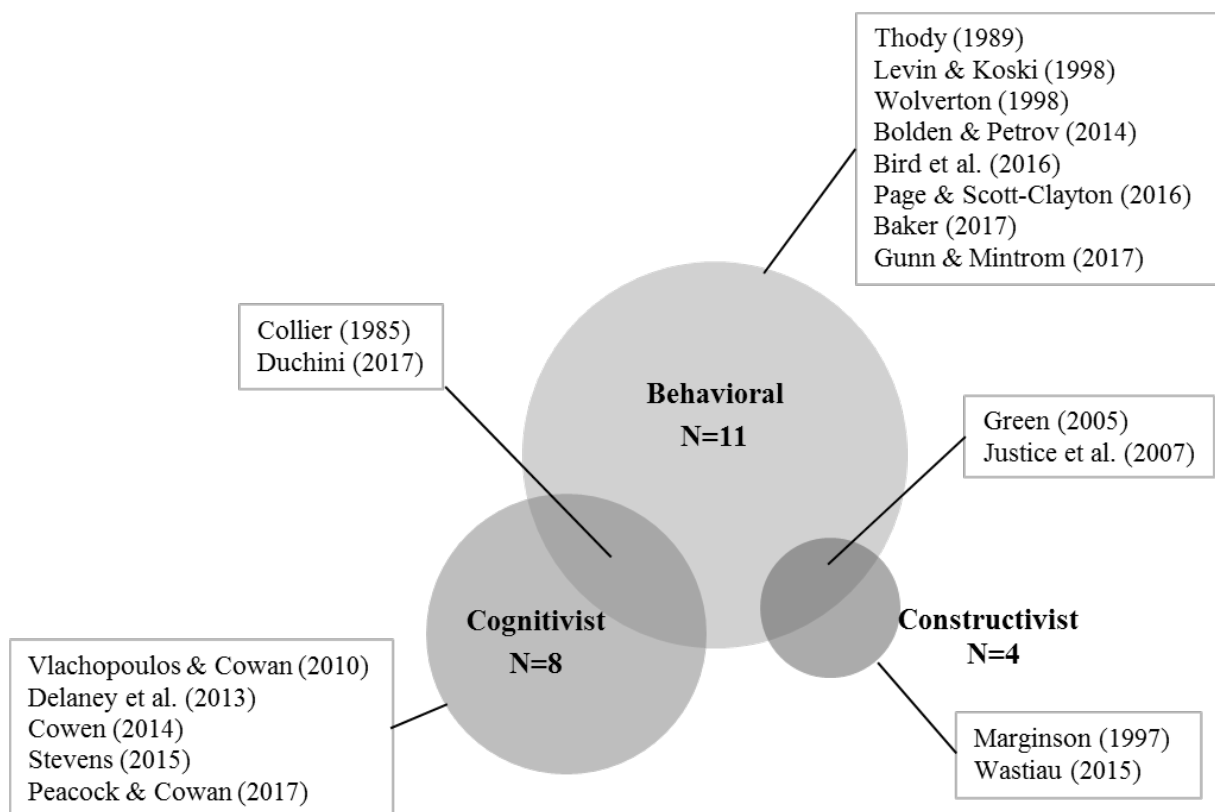 Thody (1989)
Levin & Koski (1998)
Wolverton (1998)
Bolden & Petrov (2014)
Bird et al. (2016)
Page & Scott-Clayton (2016)
Baker (2017)
Gunn & Mintrom (2017)
Collier (1985)
Duchini (2017)
Behavioral
N=11
Green (2005)
Justice et al. (2007)
Cognitivist
N=8
Constructivist
N=4
Vlachopoulos & Cowan (2010)
Delaney et al. (2013)
Cowen (2014)
Stevens (2015)
Peacock & Cowan (2017)
Marginson (1997)
Wastiau (2015)